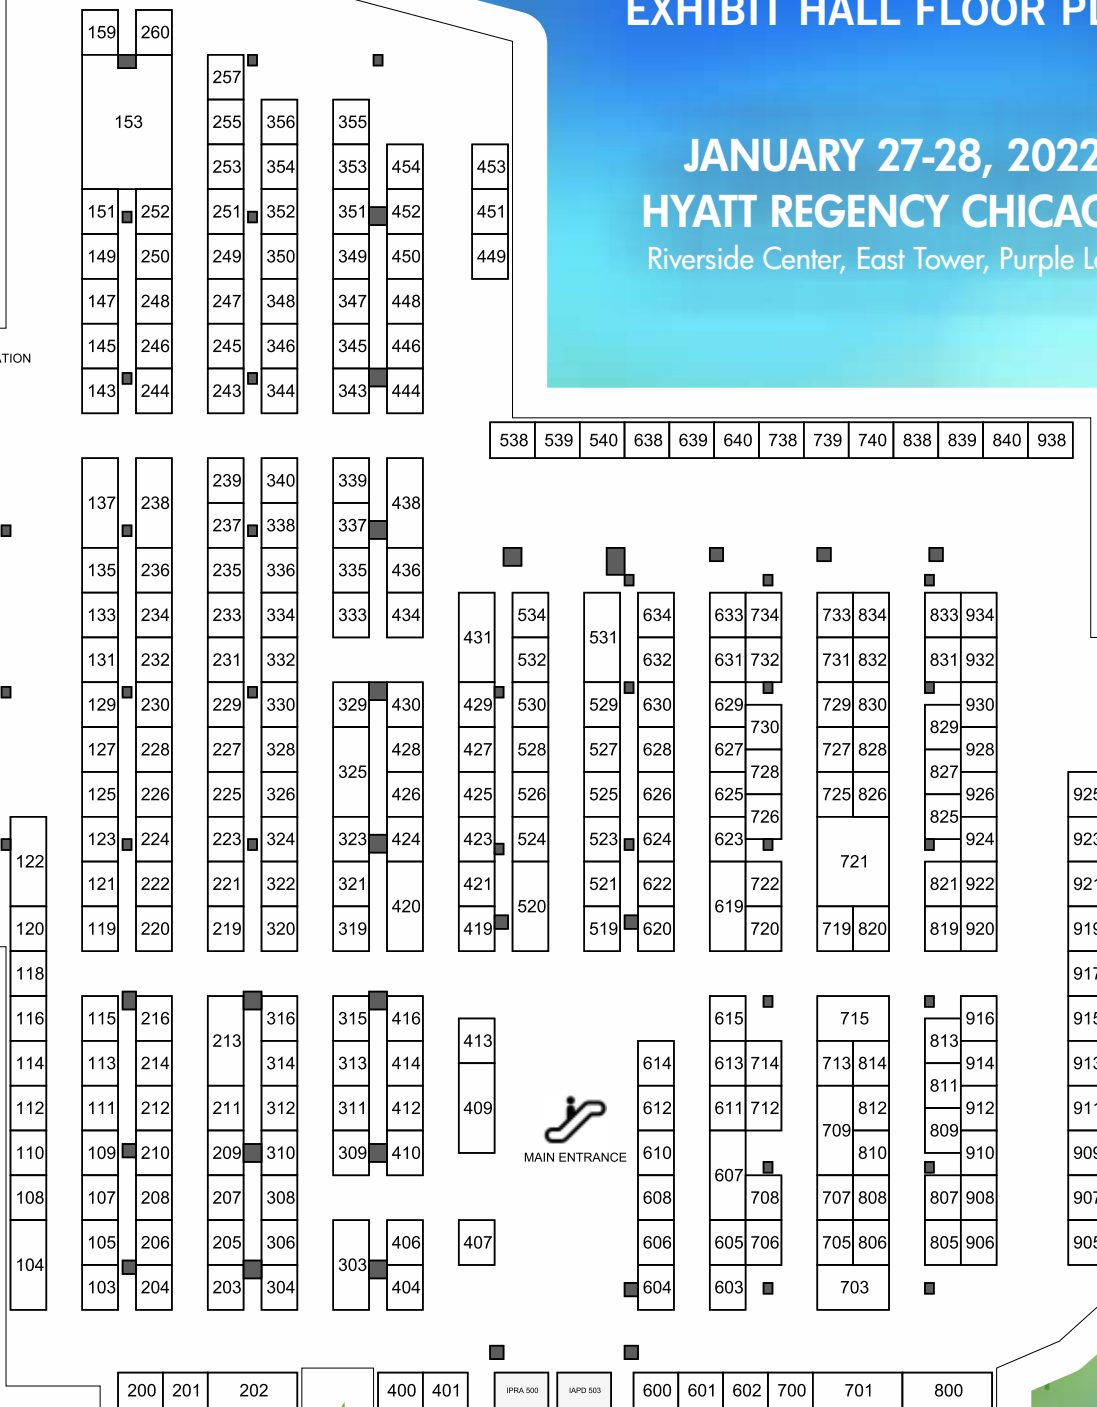 EXHIBIT HALL FLOOR
JANUARY 27-28, 2022
HYATT REGENCY
Riverside Center, East Tower, Purple
159 260
257
153 255 356 355
253 354 353 454 453
151 252 251 352 351 452 451
149 250 249 350 349 450 449
147 248 247 348 347 448
145 246 245 346 345 446
143 244 243 344 343 444
538 539 540 638 639 640 738 739 740 838 839 840 938
239 340 339
137 238 438
237 338 337
135 236 235 336 335 436
133 234 233 334 333 434 534 634 633 734 733 834 833 934
431 531
131 232 231 332 532 632 631 732 731 832 831 932
129 230 229 330 329 430 429 530 529 630 629 729 830 930
730 829
127 228 227 328 428 427 528 527 628 627 727 828 928
325 728 827
125 226 225 326 426 425 526 525 626 625 725 826 926 925
726 825
123 224 223 324 323 424 423 524 523 624 623 924 923
122 721
121 222 221 322 321 421 521 622 722 821 922 921
420 520 619
120 119 220 219 320 319 419 519 620 720 719 820 819 920 919
118 917
116 115 216 316 315 416 615 715 916 915
213 413 813
114 113 214 314 313 414 614 613 714 713 814 914 913
811
112 111 212 211 312 311 412 409 612 611 712 812 912 911
709 809
110 109 210 209 310 309 410 610 810 910 909
MAIN ENTRANCE
607
108 107 208 207 308 608 708 707 808 807 908 907
105 206 205 306 406 407 606 605 706 705 806 805 906 905
104 303
103 204 203 304 404 604 603 703
200 201 202 400 401 IPRA 500 IAPD 503 600 601 602 700 701 800